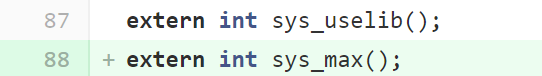 87 extern int sys_uselib();
88 + extern int sys_max();